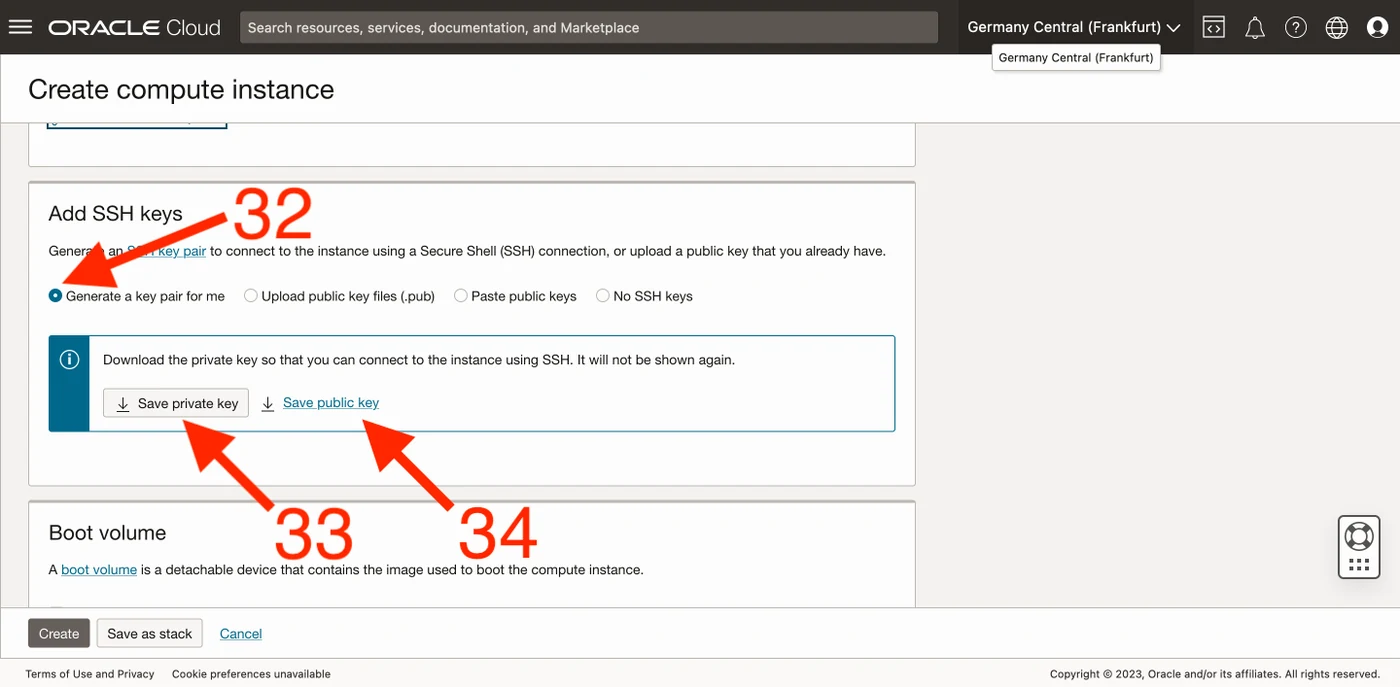 ORACLE Cloud
Search resources, services, documentation, and Marketplace
Germany Central (Frankfurt)
Germany Central (Frankfurt)
Create compute instance
32
Add SSH keys
Generate an SSH key pair to connect to the instance using a Secure Shell (SSH) connection, or upload a public key that you already have.
Generate a key pair for me Upload public key files (.pub) Paste public keys No SSH keys
Download the private key so that you can connect to the instance using SSH. It will not be shown again.
Save private key Save public key
33 34
Boot volume
A boot volume is a detachable device that contains the image used to boot the compute instance.
Create Save as stack Cancel
Terms of Use and Privacy Cookie preferences unavailable Copyright © 2023, Oracle and/or its affiliates. All rights reserved.